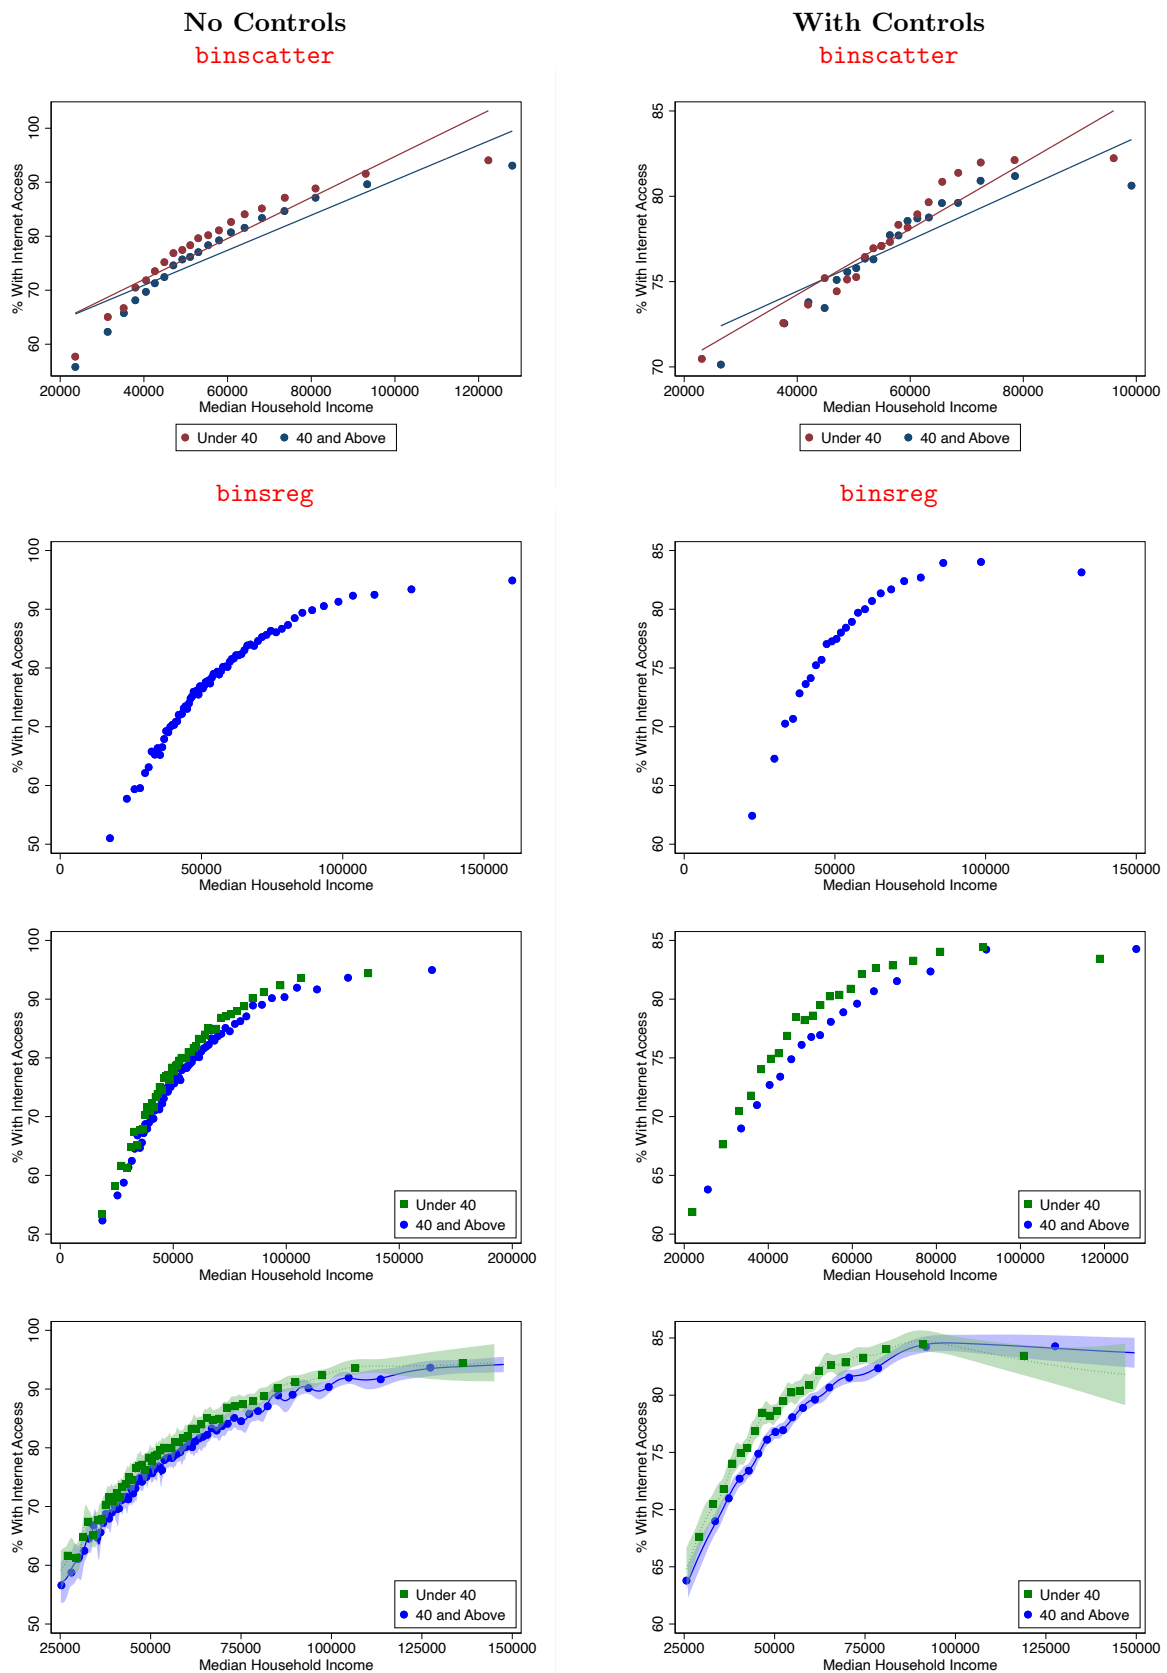 No Controls
With Controls
binscatter
binscatter
% With Internet Access
100
90
80
70
60
20000 40000 60000 80000 100000 120000
Median Household Income
Under 40 40 and Above
% With Internet Access
85
80
75
70
20000 40000 60000 80000 100000
Median Household Income
Under 40 40 and Above
binsreg
binsreg
% With Internet Access
100
90
80
70
60
50
0 50000 100000 150000
Median Household Income
% With Internet Access
85
80
75
70
65
60
0 50000 100000 150000
Median Household Income
% With Internet Access
100
90
80
70
60
50
Under 40
40 and Above
0 50000 100000 150000 200000
Median Household Income
% With Internet Access
85
80
75
70
65
60
Under 40
40 and Above
20000 40000 60000 80000 100000 120000
Median Household Income
% With Internet Access
100
90
80
70
60
50
Under 40
40 and Above
25000 50000 75000 100000 125000 150000
Median Household Income
% With Internet Access
85
80
75
70
65
60
Under 40
40 and Above
25000 50000 75000 100000 125000 150000
Median Household Income